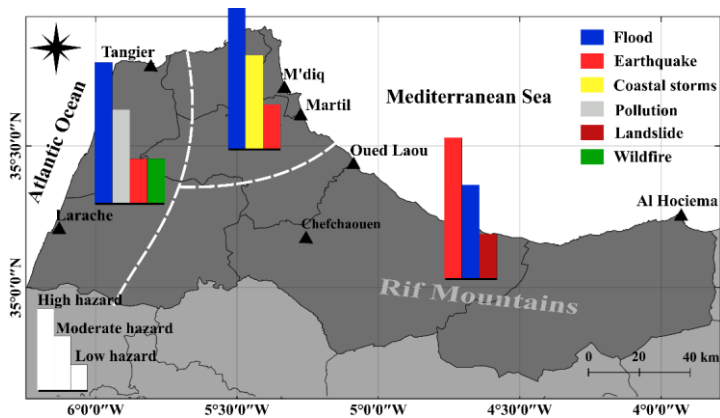 Flood
Earthquake
Coastal storms
Pollution
Landslide
Wildfire
Tangier
M'diq
Martil
Mediterranean Sea
Atlantic Ocean
Oued Laou
Al Hociema
Larache
Chefchaouen
Rif Mountains
35°30'0"N
35°0'0"N
High hazard
Moderate hazard
Low hazard
0 20 40 km
6°0'0"W 5°30'0"W 5°0'0"W 4°30'0"W 4°0'0"W